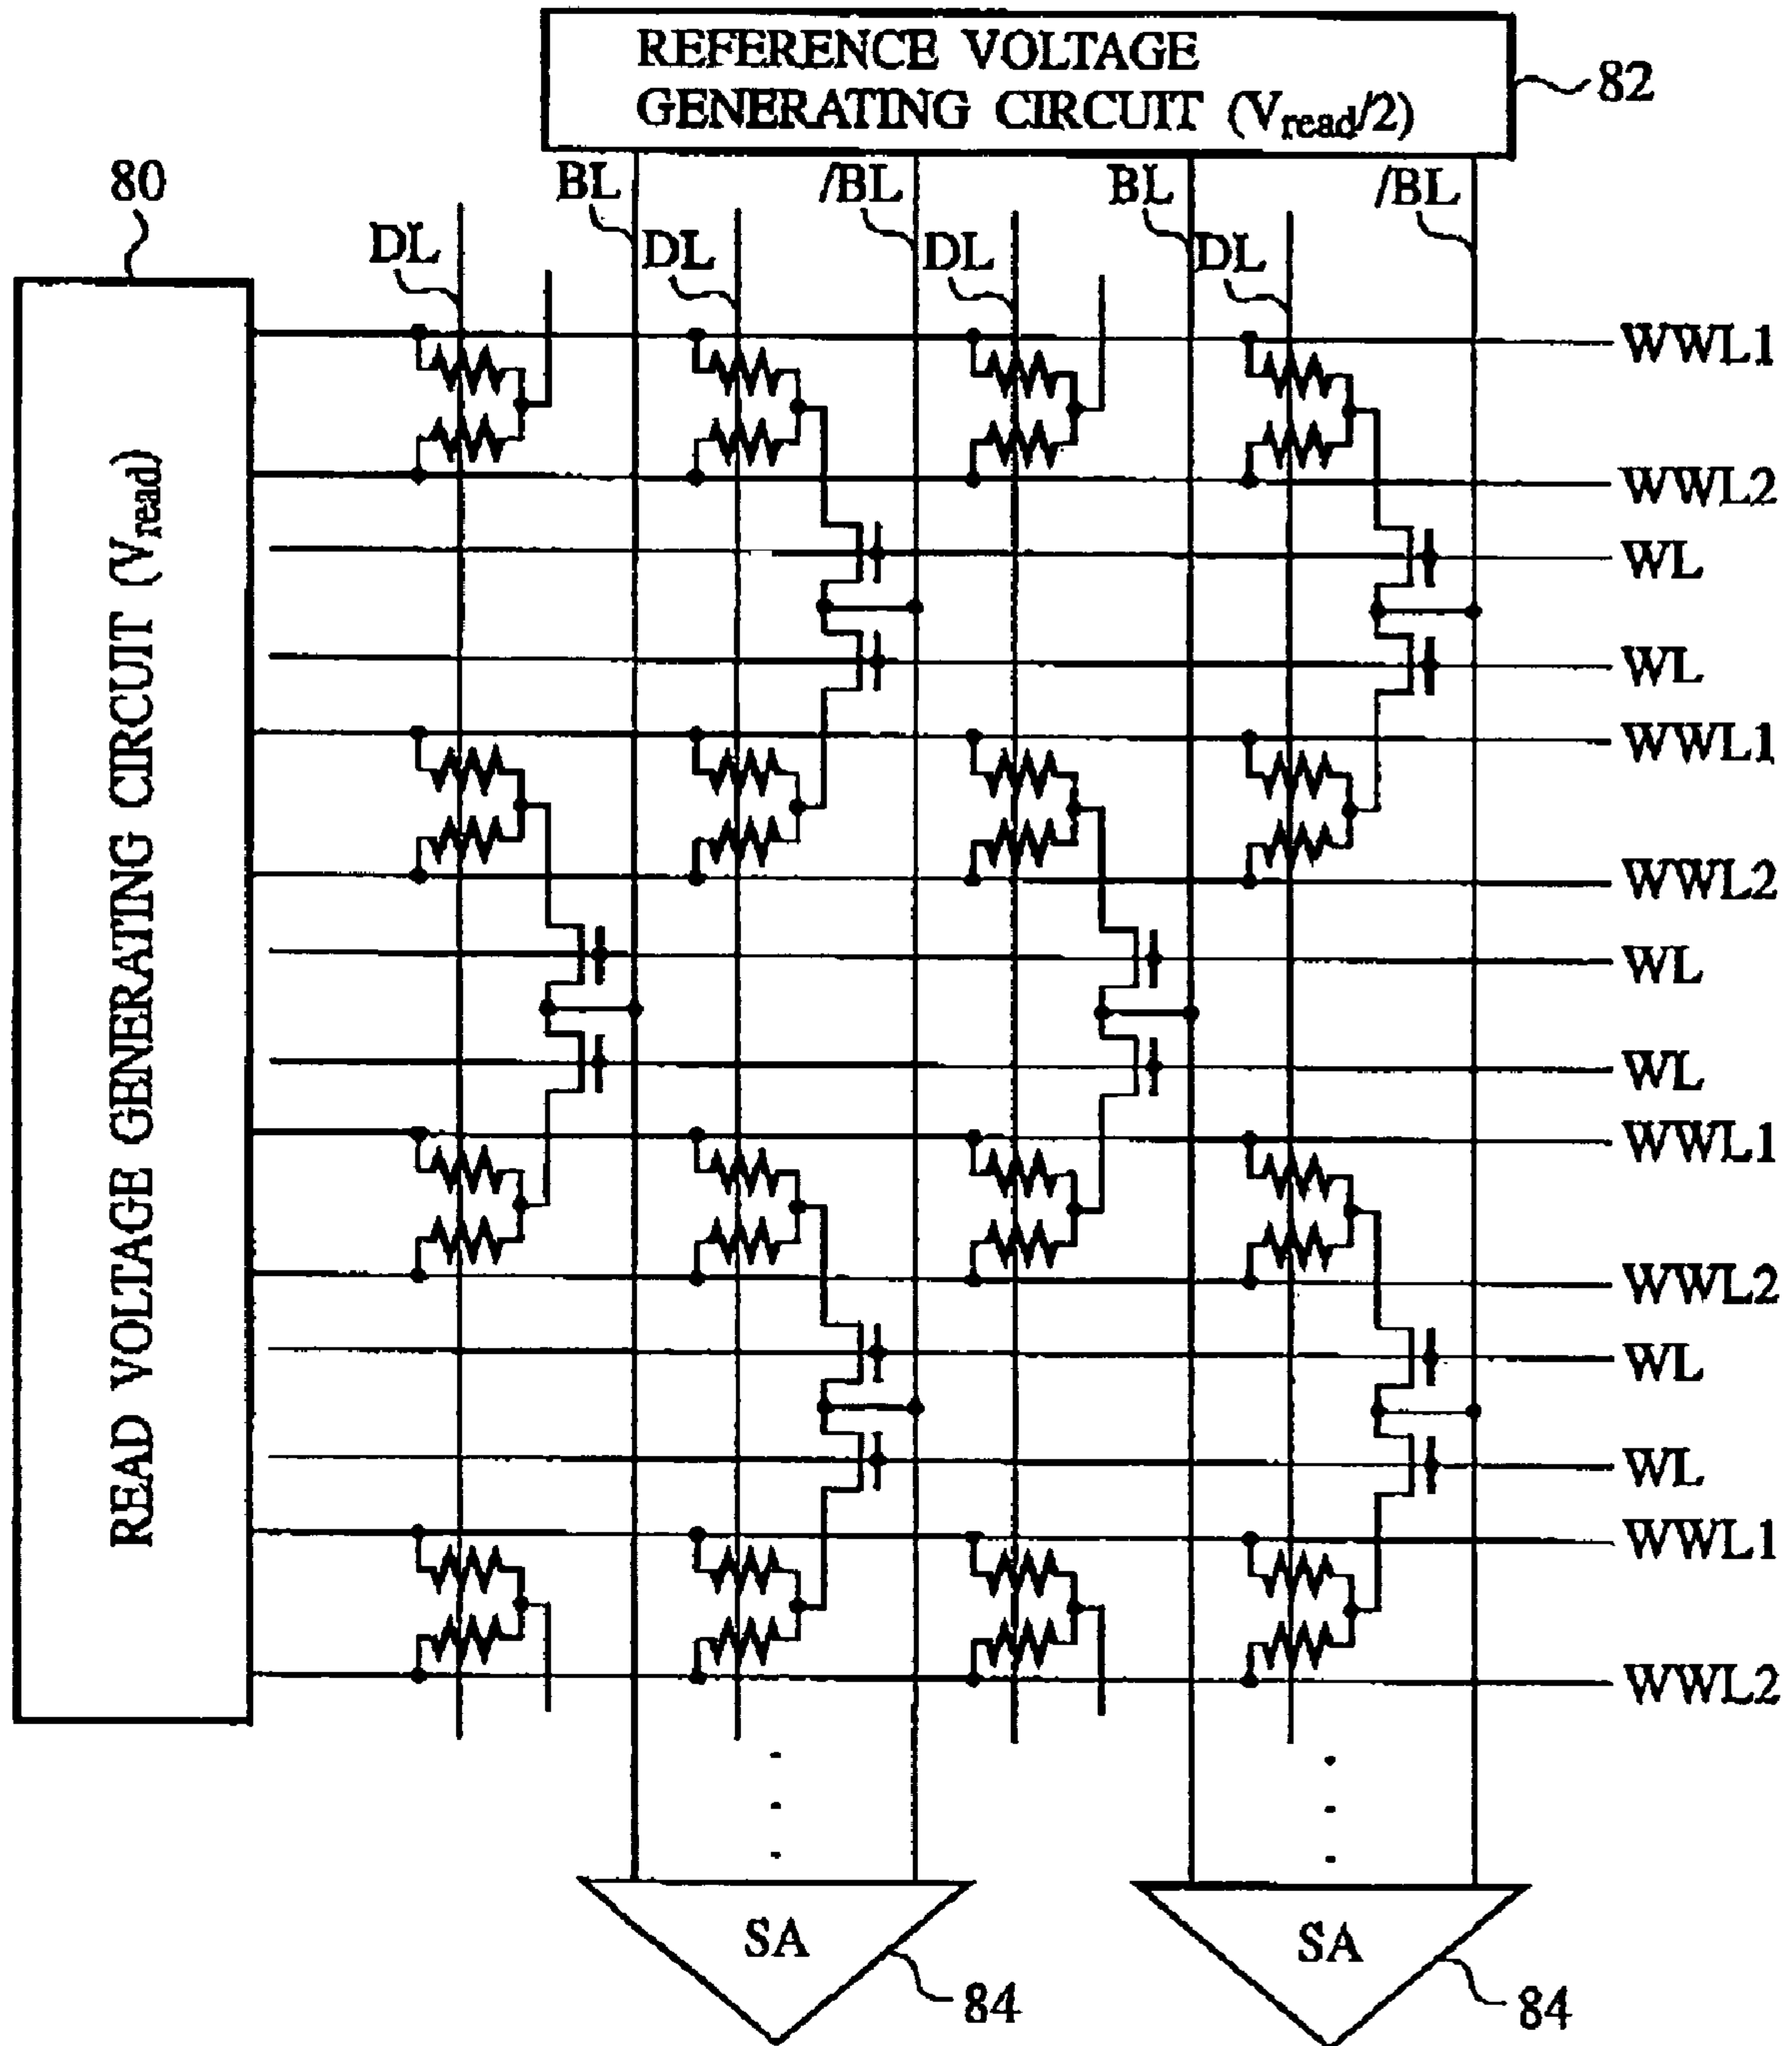 REFERENCE VOLTAGE
GENERATING CIRCUIT (Vread/2)
82
80
BL
/BL
BL
/BL
DL
DL
DL
DL
READ VOLTAGE GENERATING CIRCUIT (Vread)
WWL1
WWL2
WL
WL
WWL1
WWL2
WL
WL
WWL1
WWL2
WL
WL
WWL1
WWL2
SA
SA
84
84